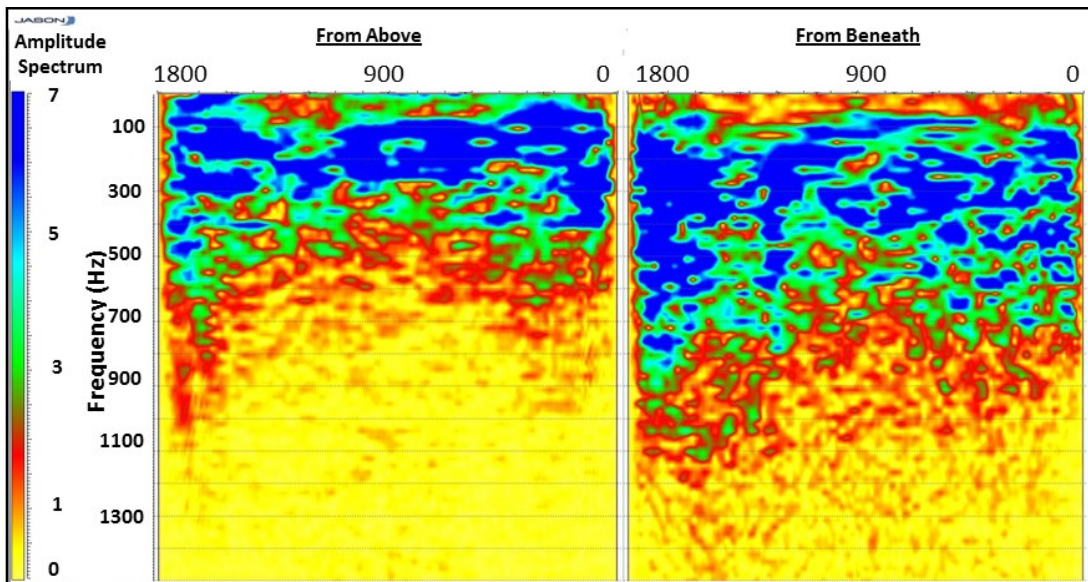 JASON
Amplitude
Spectrum
From Above
From Beneath
1800 900 0
1800 900 0
7
5
3
1
0
Frequency (Hz)
100
300
500
700
900
1100
1300